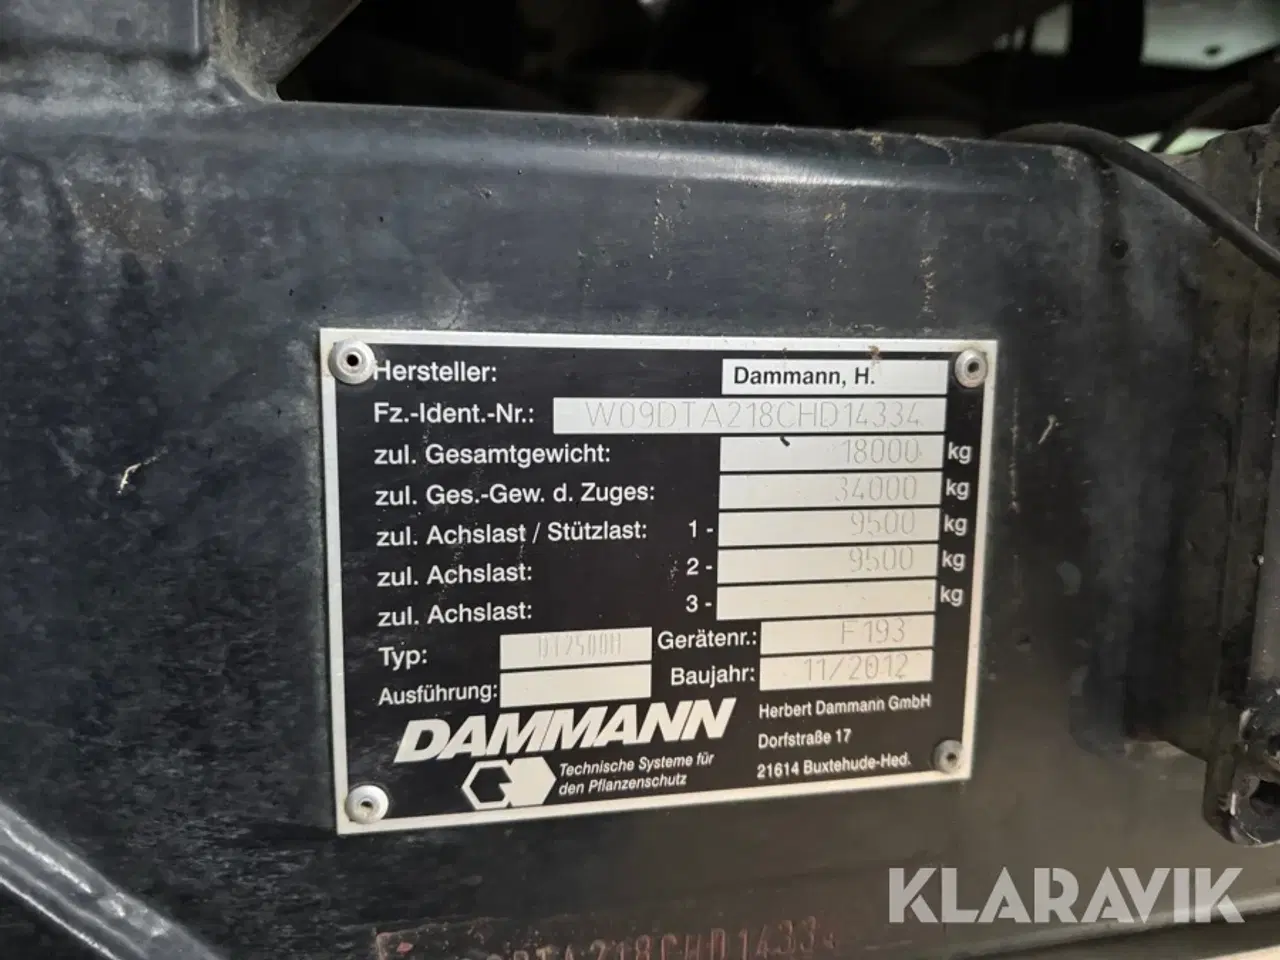 Hersteller: Dammann, H.
Fz.-Ident.-Nr.: W09DTA218CHD14334
zul. Gesamtgewicht: 18000 kg
zul. Ges.-Gew. d. Zuges: 34000 kg
zul. Achslast / Stützlast: 1 - 9500 kg
zul. Achslast: 2 - 9500 kg
zul. Achslast: 3 - kg
Typ: DT2500H Gerätenr.: F193
Ausführung: Baujahr: 11/2012
DAMMANN
Technische Systeme für
den Pflanzenschutz
Herbert Dammann GmbH
Dorfstraße 17
21614 Buxtehude-Hed.
DTA218CHD14334
KLARAVIK